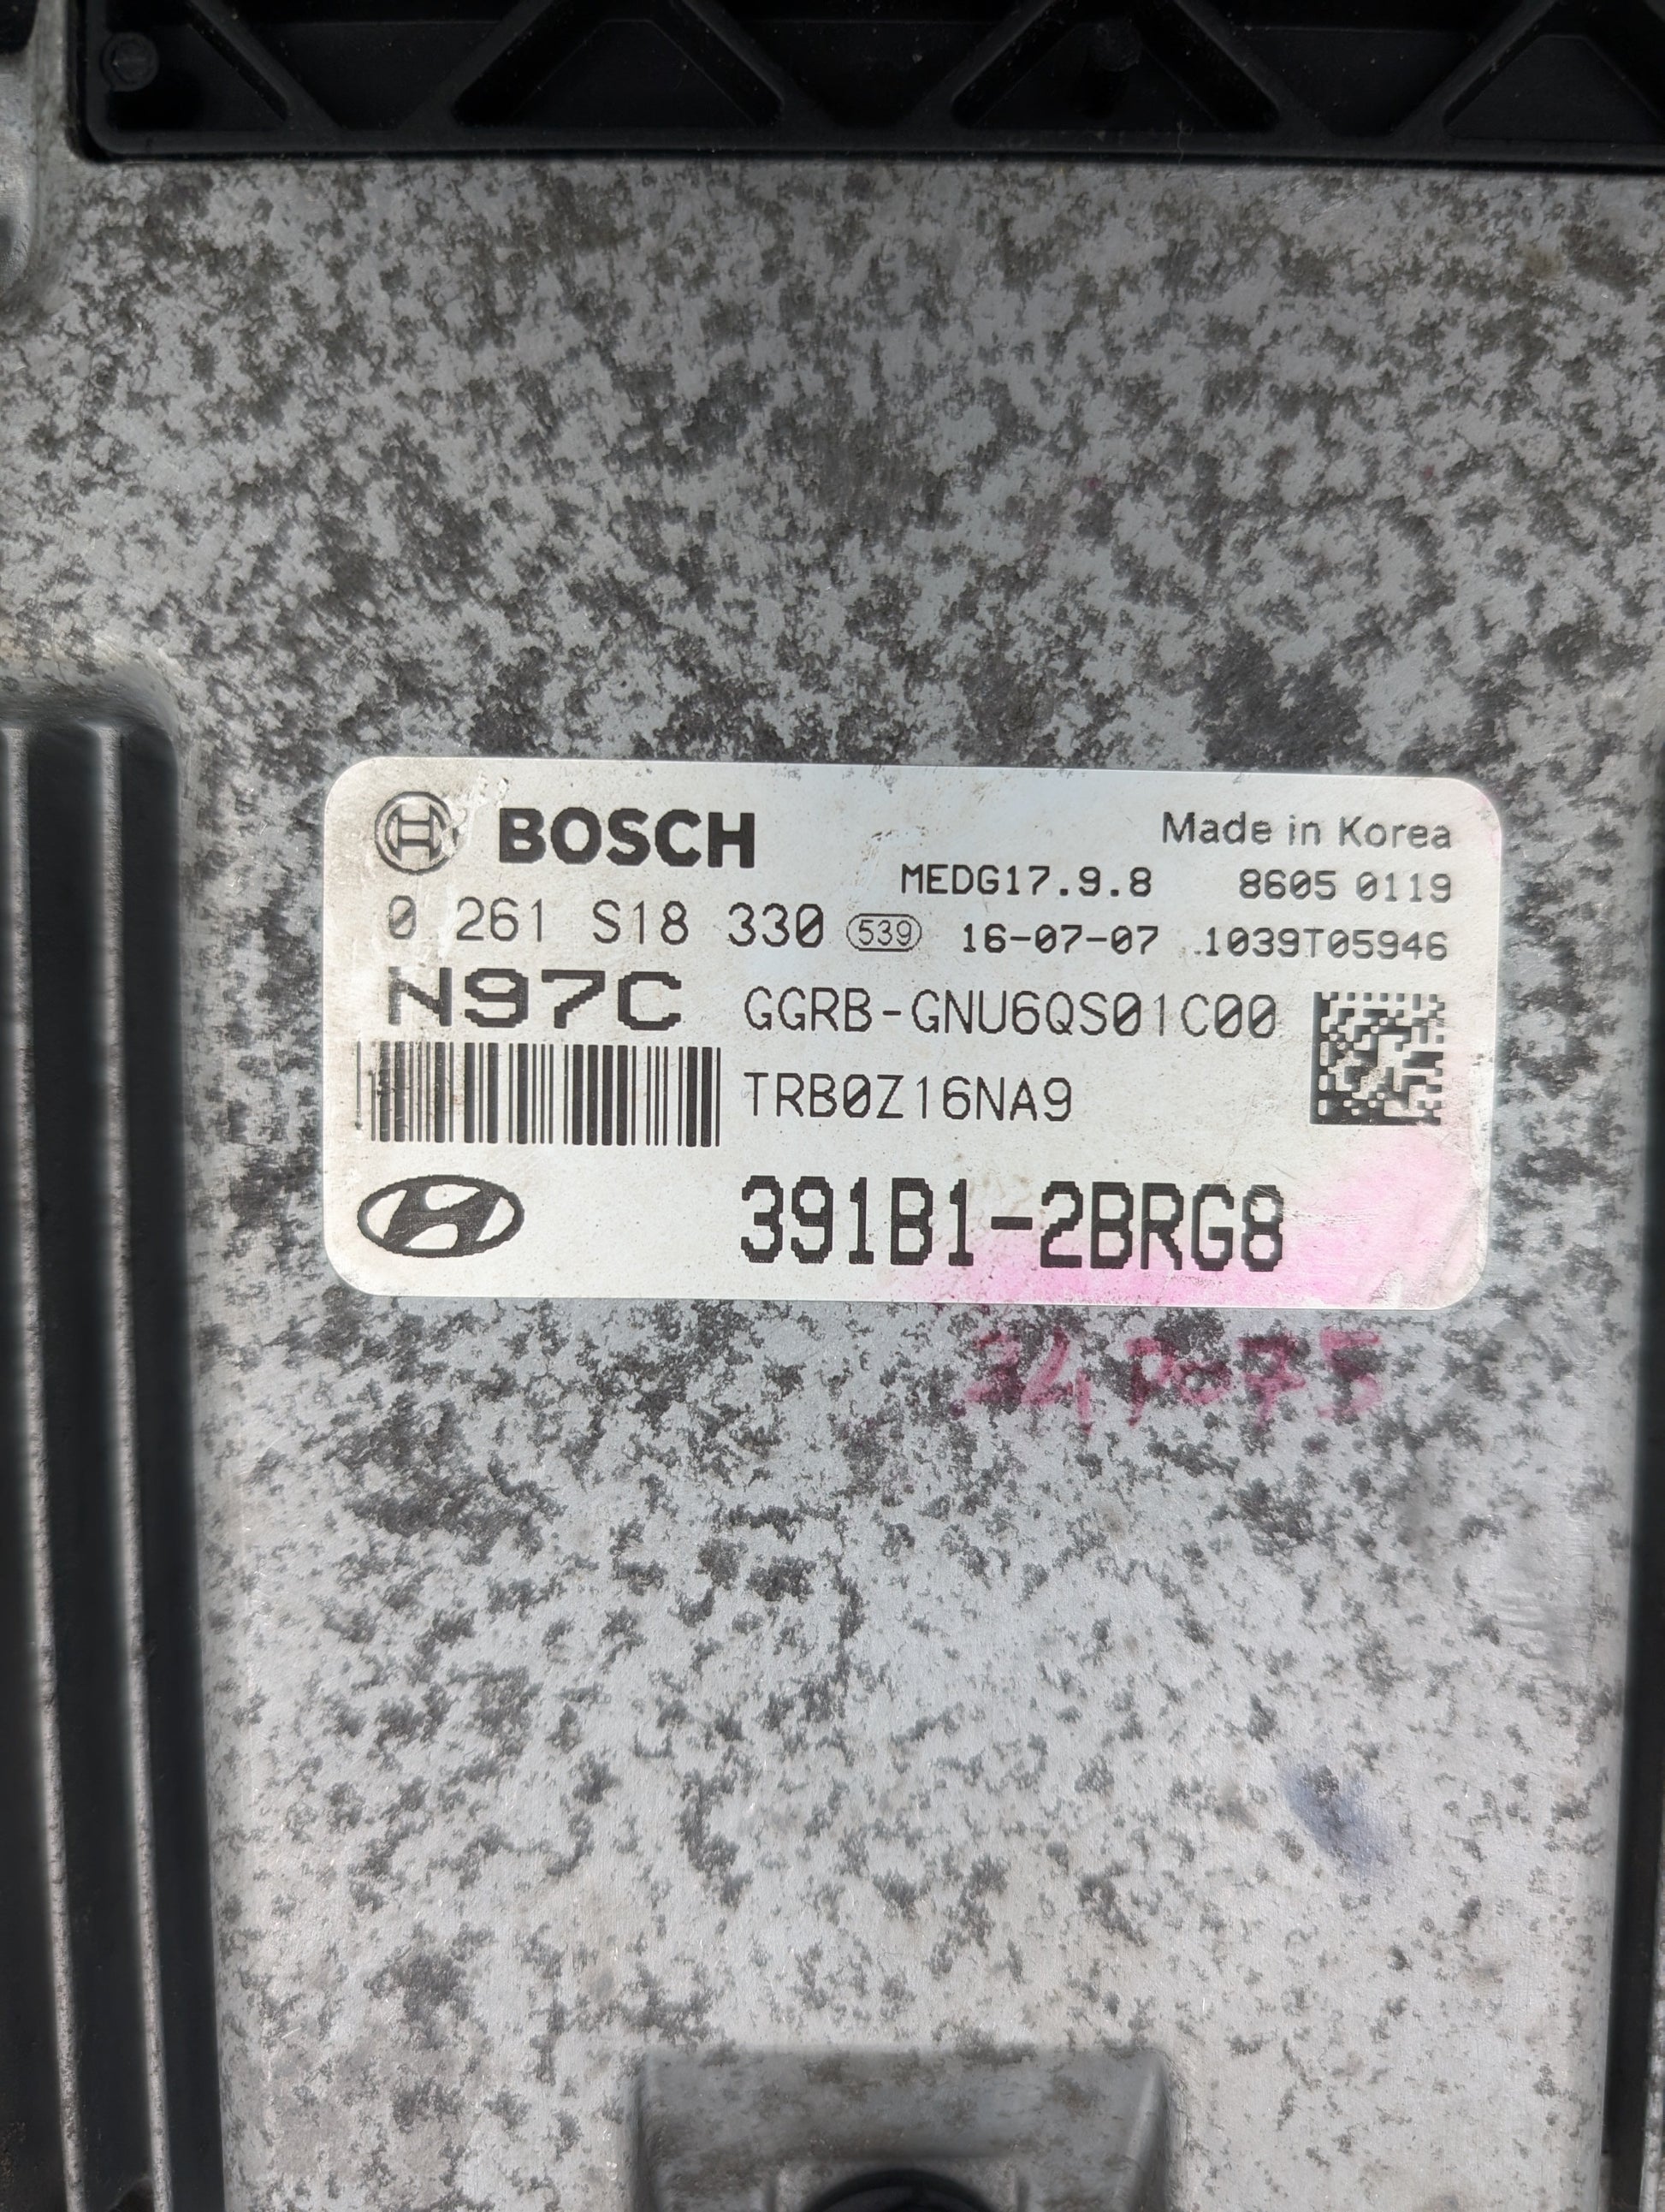 BOSCH
Made in Korea
MEDG17.9.8 8605 0119
0 261 S18 330 539 16-07-07 1039T05946
N97C GGRB-GNU6QS01C00
TRB0Z16NA9
391B1-2BRG8